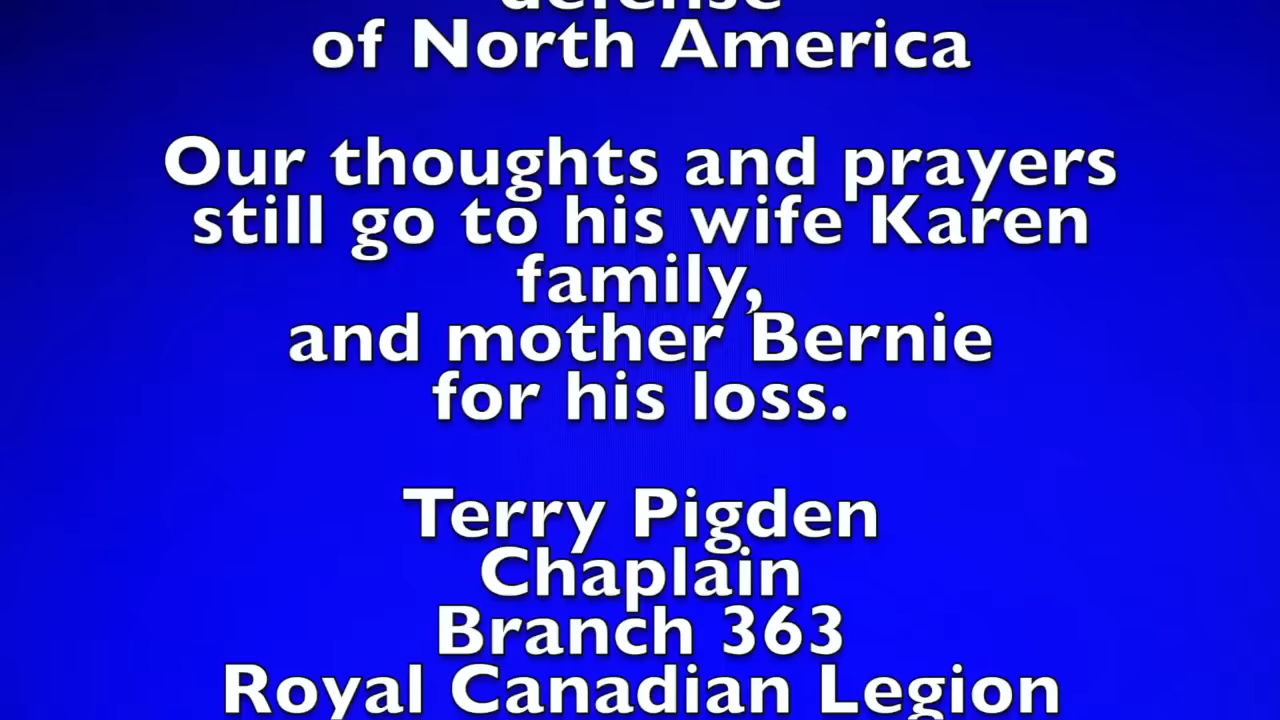 defense
of North America
Our thoughts and prayers
still go to his wife Karen
family,
and mother Bernie
for his loss.
Terry Pigden
Chaplain
Branch 363
Royal Canadian Legion